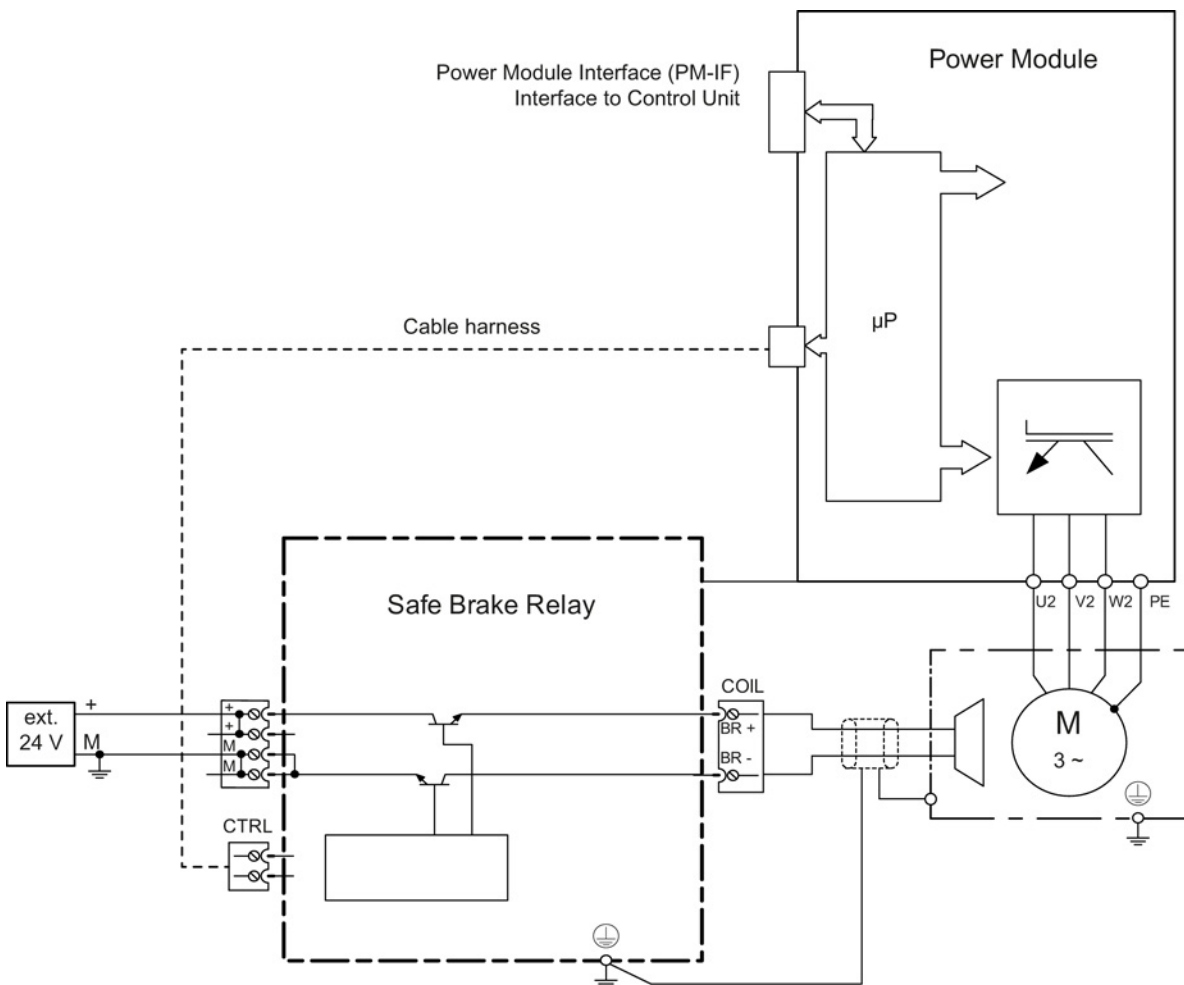 Power Module
Power Module Interface (PM-IF)
Interface to Control Unit
µP
Cable harness
U2 V2 W2 PE
Safe Brake Relay
COIL
BR +
BR -
ext.
24 V
+
M
+
+
M
M
CTRL
M
3 ~